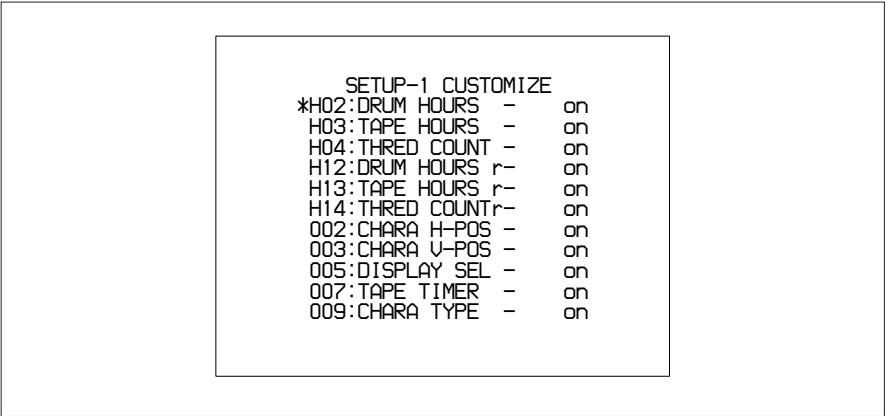 SETUP-1 CUSTOMIZE
*H02:DRUM HOURS - on
H03:TAPE HOURS - on
H04:THRED COUNT - on
H12:DRUM HOURS r- on
H13:TAPE HOURS r- on
H14:THRED COUNTr- on
002:CHARA H-POS - on
003:CHARA V-POS - on
005:DISPLAY SEL - on
007:TAPE TIMER - on
009:CHARA TYPE - on